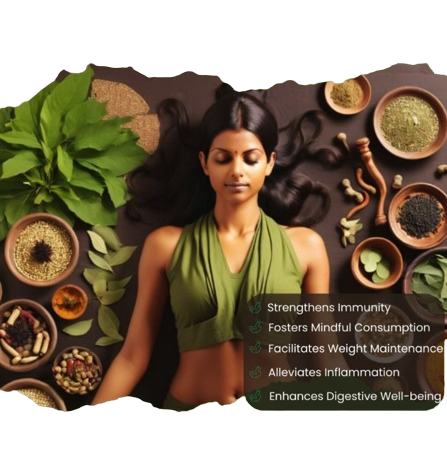 Strengthens Immunity
Fosters Mindful Consumption
Facilitates Weight Maintenance
Alleviates Inflammation
Enhances Digestive Well-being